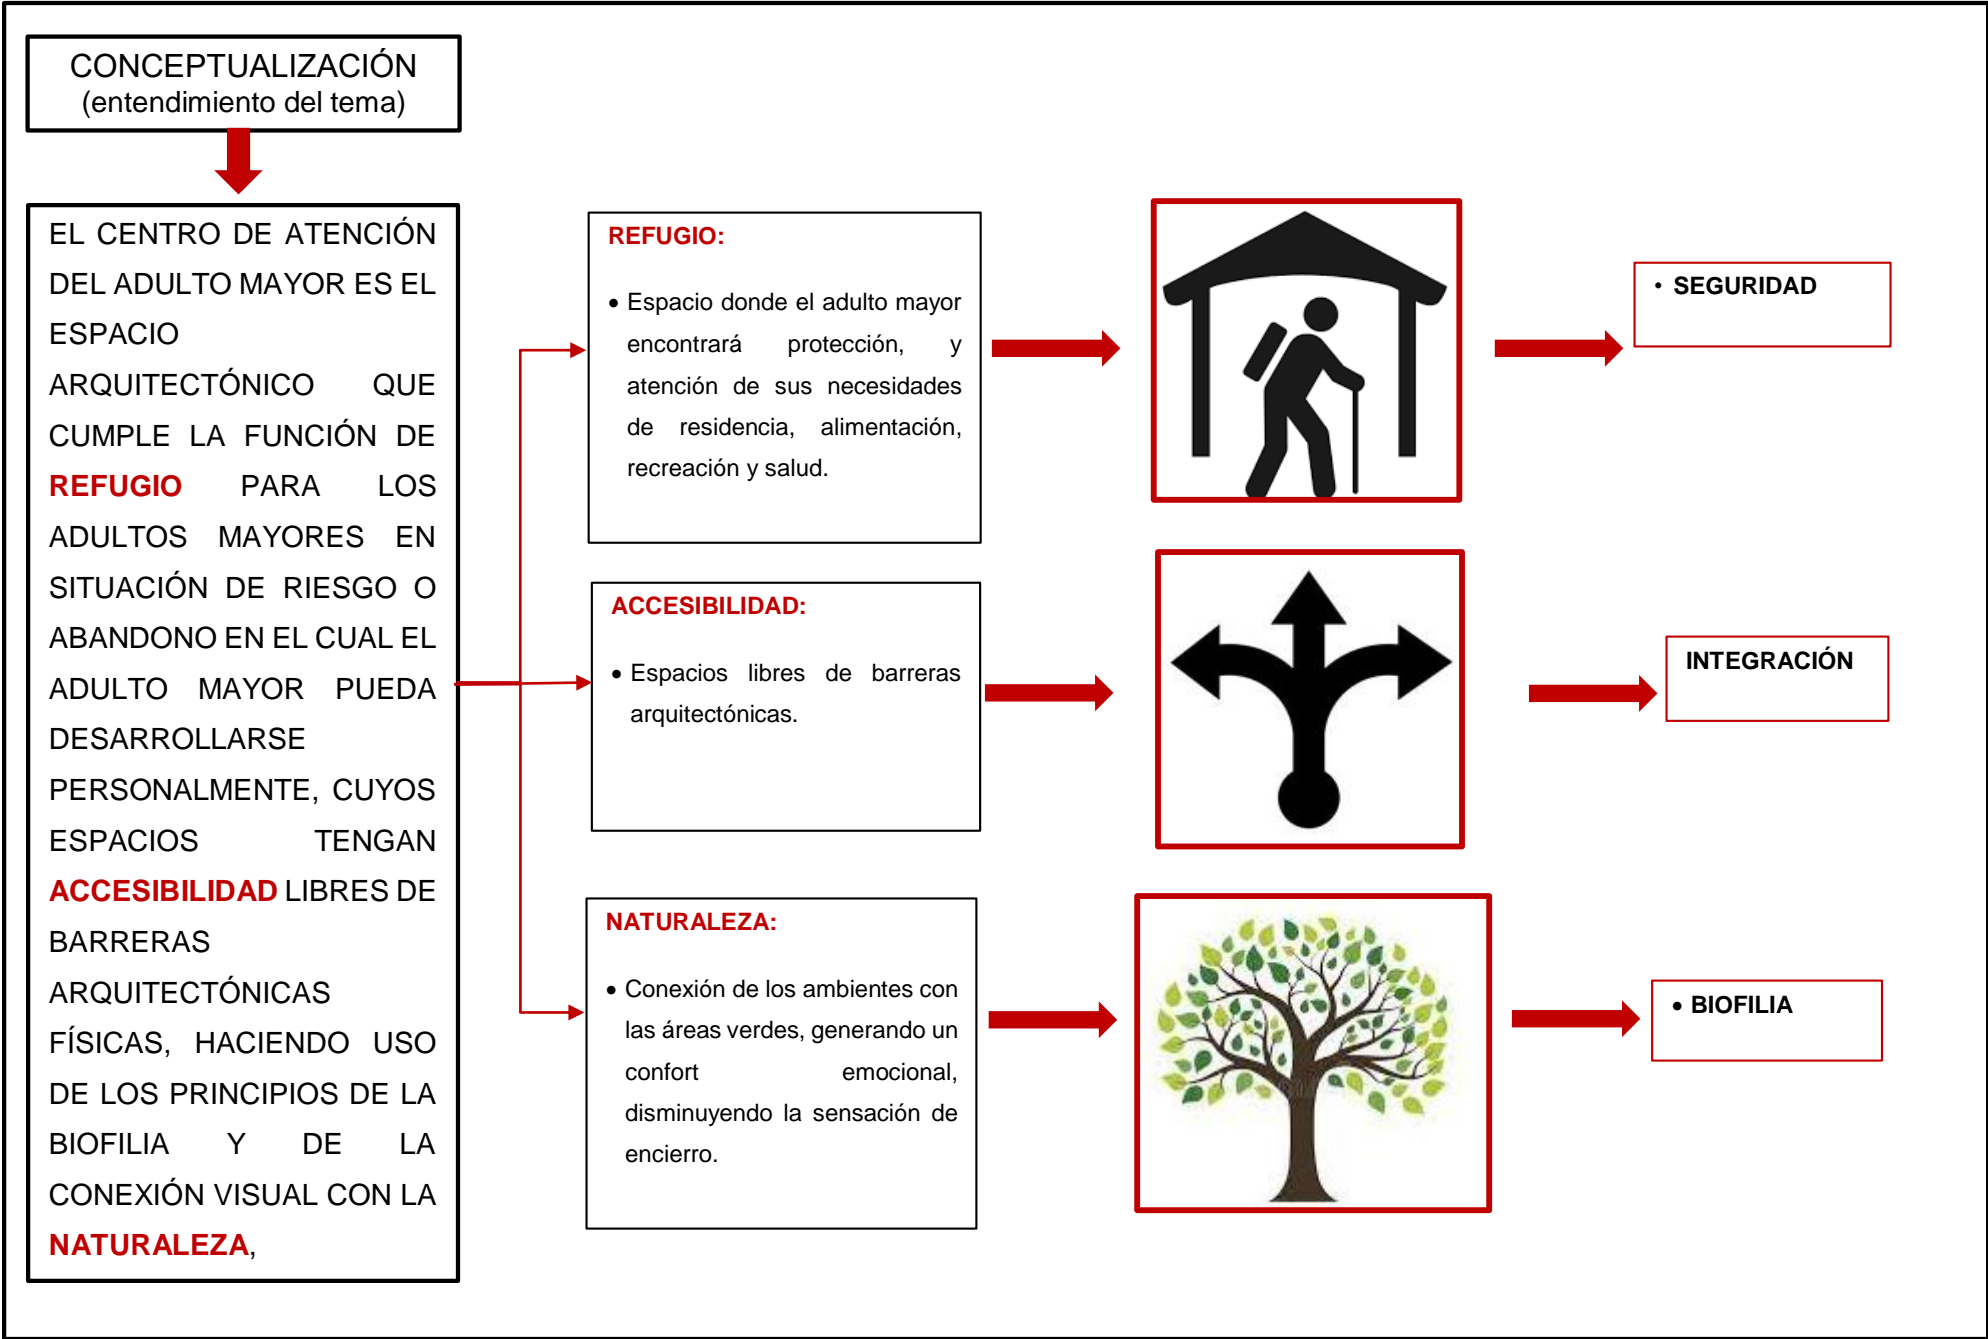 CONCEPTUALIZACIÓN
(entendimiento del tema)
EL CENTRO DE ATENCIÓN
DEL ADULTO MAYOR ES EL
ESPACIO
ARQUITECTÓNICO QUE
CUMPLE LA FUNCIÓN DE
REFUGIO PARA LOS
ADULTOS MAYORES EN
SITUACIÓN DE RIESGO O
ABANDONO EN EL CUAL EL
ADULTO MAYOR PUEDA
DESARROLLARSE
PERSONALMENTE, CUYOS
ESPACIOS TENGAN
ACCESIBILIDAD LIBRES DE
BARRERAS
ARQUITECTÓNICAS
FÍSICAS, HACIENDO USO
DE LOS PRINCIPIOS DE LA
BIOFILIA Y DE LA
CONEXIÓN VISUAL CON LA
NATURALEZA,
REFUGIO:
• Espacio donde el adulto mayor
encontrará protección, y
atención de sus necesidades
de residencia, alimentación,
recreación y salud.
• SEGURIDAD
ACCESIBILIDAD:
• Espacios libres de barreras
arquitectónicas.
INTEGRACIÓN
NATURALEZA:
• Conexión de los ambientes con
las áreas verdes, generando un
confort emocional,
disminuyendo la sensación de
encierro.
• BIOFILIA